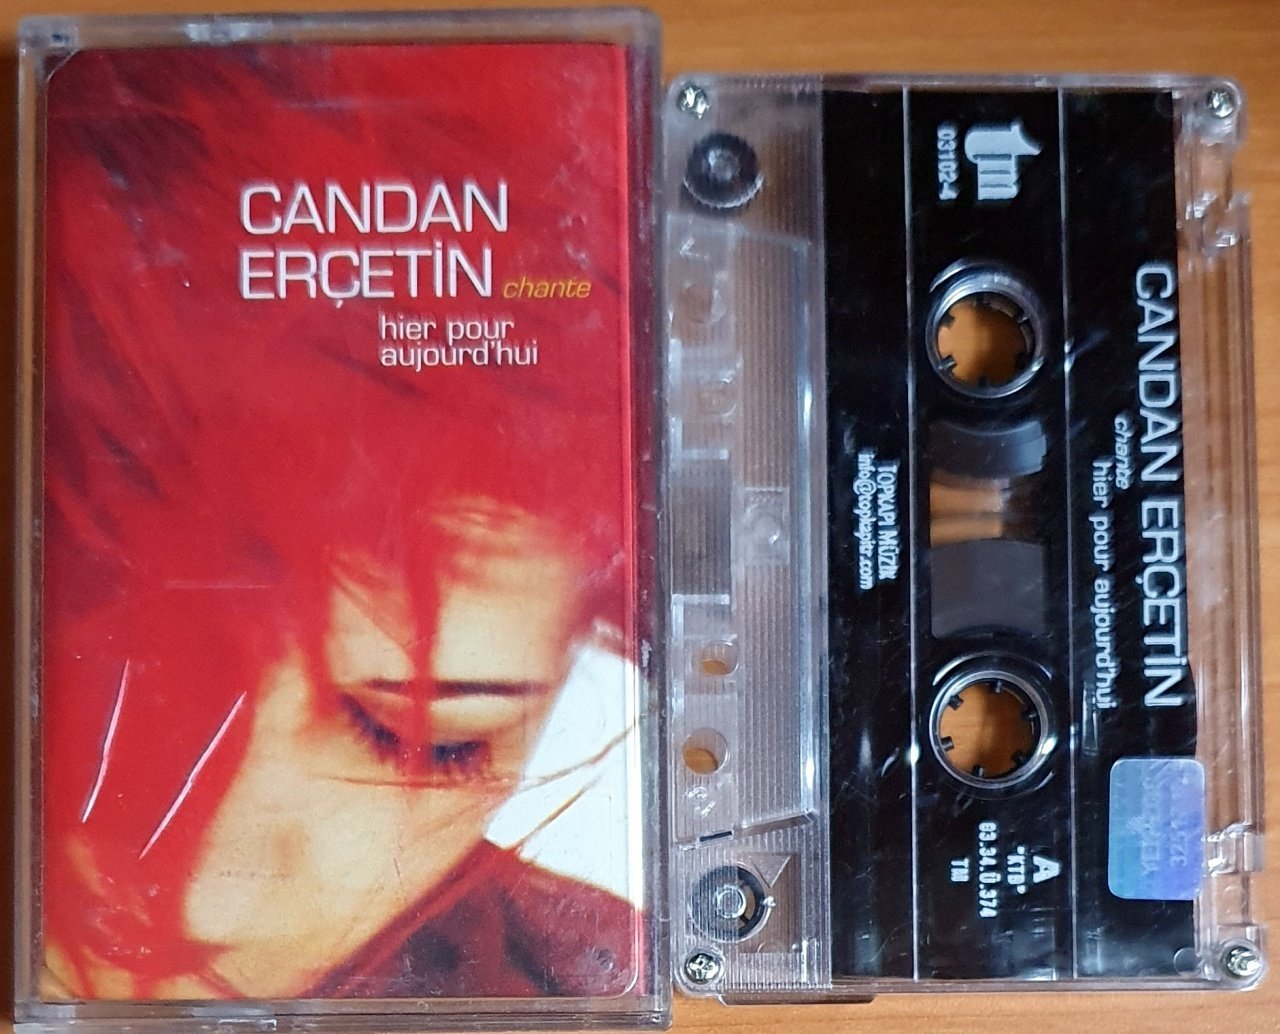 CANDAN
ERÇETİN chante
hier pour
aujourd'hui
tm
03102-4
CANDAN ERÇETİN
chante
hier pour aujourd'hui
TOPKAPI MÜZİK
info@topkapitr.com
A
"KTB"
03.34.Ü.374
TM